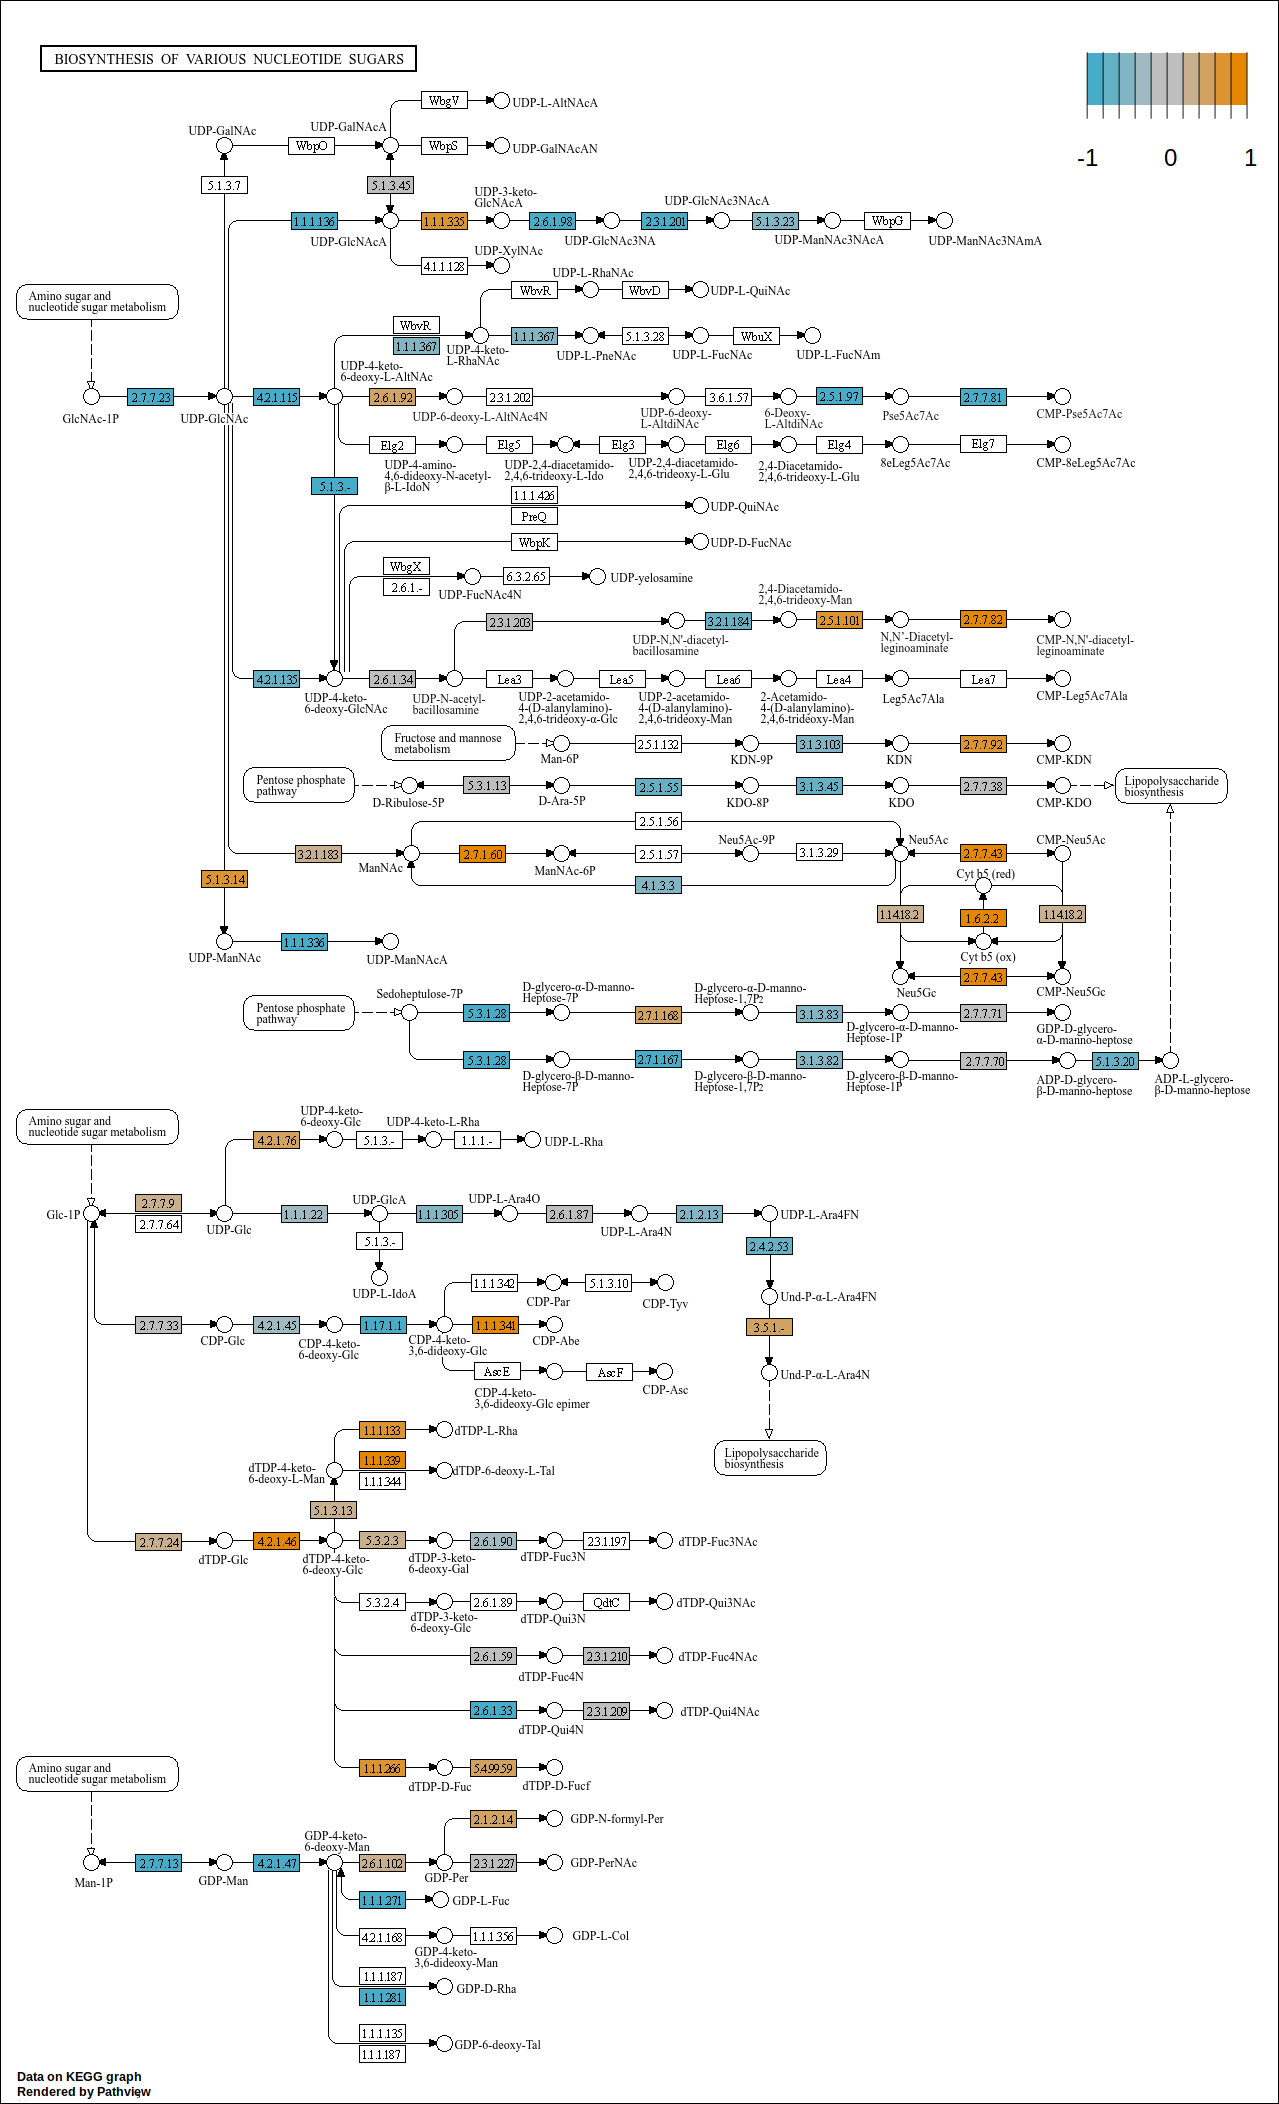 BIOSYNTHESIS OF VARIOUS NUCLEOTIDE SUGARS
-1 0 1
WbgV UDP-L-AltNAcA
UDP-GalNAc UDP-GalNAcA
WbpO WbpS UDP-GalNAcAN
5.1.3.7 5.1.3.45
UDP-3-keto-
GlcNAcA
UDP-GlcNAc3NAcA
1.1.1.136 1.1.1.335 2.6.1.98 2.3.1.201 5.1.3.23 WbpG
UDP-GlcNAcA UDP-GlcNAc3NA UDP-ManNAc3NAcA UDP-ManNAc3NAmA
UDP-XylNAc
4.1.1.128
UDP-L-RhaNAc
Amino sugar and
nucleotide sugar metabolism
WbvR WbvD UDP-L-QuiNAc
WbvR
1.1.1.367 1.1.1.367 5.1.3.28 WbuX
UDP-4-keto-
L-RhaNAc
UDP-L-PneNAc UDP-L-FucNAc UDP-L-FucNAm
UDP-4-keto-
6-deoxy-L-AltNAc
2.7.7.23 4.2.1.115 2.6.1.92 2.3.1.202 3.6.1.57 2.5.1.97 2.7.7.81
GlcNAc-1P UDP-GlcNAc UDP-6-deoxy-L-AltNAc4N
UDP-6-deoxy-
L-AltdiNAc
6-Deoxy-
L-AltdiNAc
Pse5Ac7Ac CMP-Pse5Ac7Ac
Elg2 Elg5 Elg3 Elg6 Elg4 Elg7
UDP-4-amino-
4,6-dideoxy-N-acetyl-
β-L-IdoN
UDP-2,4-diacetamido-
2,4,6-trideoxy-L-Ido
UDP-2,4-diacetamido-
2,4,6-trideoxy-L-Glu
2,4-Diacetamido-
2,4,6-trideoxy-L-Glu
8eLeg5Ac7Ac CMP-8eLeg5Ac7Ac
5.1.3.-
1.1.1.426
PreQ
UDP-QuiNAc
WbpK UDP-D-FucNAc
WbgX
2.6.1.- 6.3.2.65 UDP-yelosamine
UDP-FucNAc4N
2,4-Diacetamido-
2,4,6-trideoxy-Man
2.3.1.203 3.2.1.184 2.5.1.101 2.7.7.82
UDP-N,N'-diacetyl-
bacillosamine
N,N'-Diacetyl-
leginoaminate
CMP-N,N'-diacetyl-
leginoaminate
4.2.1.135 2.6.1.34 Lea3 Lea5 Lea6 Lea4 Lea7
UDP-4-keto-
6-deoxy-GlcNAc
UDP-N-acetyl-
bacillosamine
UDP-2-acetamido-
4-(D-alanylamino)-
2,4,6-trideoxy-α-Glc
UDP-2-acetamido-
4-(D-alanylamino)-
2,4,6-trideoxy-Man
2-Acetamido-
4-(D-alanylamino)-
2,4,6-trideoxy-Man
Leg5Ac7Ala CMP-Leg5Ac7Ala
Fructose and mannose
metabolism
2.5.1.132 3.1.3.103 2.7.7.92
Man-6P KDN-9P KDN CMP-KDN
Pentose phosphate
pathway
5.3.1.13 2.5.1.55 3.1.3.45 2.7.7.38
D-Ribulose-5P D-Ara-5P KDO-8P KDO CMP-KDO
Lipopolysaccharide
biosynthesis
2.5.1.56
Neu5Ac-9P Neu5Ac CMP-Neu5Ac
3.2.1.183 2.7.1.60 2.5.1.57 3.1.3.29 2.7.7.43
ManNAc ManNAc-6P
Cyt b5 (red)
5.1.3.14 4.1.3.3
1.14.18.2 1.6.2.2 1.14.18.2
1.1.1.336
UDP-ManNAc UDP-ManNAcA Cyt b5 (ox)
2.7.7.43
Neu5Gc CMP-Neu5Gc
Pentose phosphate
pathway
Sedoheptulose-7P
D-glycero-α-D-manno-
Heptose-7P
D-glycero-α-D-manno-
Heptose-1,7P2
5.3.1.28 2.7.1.168 3.1.3.83 2.7.7.71
D-glycero-α-D-manno-
Heptose-1P
GDP-D-glycero-
α-D-manno-heptose
5.3.1.28 2.7.1.167 3.1.3.82 2.7.7.70 5.1.3.20
D-glycero-β-D-manno-
Heptose-7P
D-glycero-β-D-manno-
Heptose-1,7P2
D-glycero-β-D-manno-
Heptose-1P
ADP-D-glycero-
β-D-manno-heptose
ADP-L-glycero-
β-D-manno-heptose
Amino sugar and
nucleotide sugar metabolism
UDP-4-keto-
6-deoxy-Glc
UDP-4-keto-L-Rha
4.2.1.76 5.1.3.- 1.1.1.- UDP-L-Rha
2.7.7.9
2.7.7.64
Glc-1P UDP-Glc
UDP-GlcA UDP-L-Ara4O
1.1.1.22 1.1.1.305 2.6.1.87 2.1.2.13 UDP-L-Ara4FN
UDP-L-Ara4N
5.1.3.- 2.4.2.53
UDP-L-IdoA
Und-P-α-L-Ara4FN
1.1.1.342 5.1.3.10
CDP-Par CDP-Tyv
2.7.7.33 4.2.1.45 1.17.1.1 1.1.1.341 3.5.1.-
CDP-Glc
CDP-4-keto-
6-deoxy-Glc
CDP-4-keto-
3,6-dideoxy-Glc
CDP-Abe
AscE AscF Und-P-α-L-Ara4N
CDP-4-keto-
3,6-dideoxy-Glc epimer
CDP-Asc
1.1.1.133 dTDP-L-Rha
Lipopolysaccharide
biosynthesis
dTDP-4-keto-
6-deoxy-L-Man
1.1.1.339
1.1.1.344
dTDP-6-deoxy-L-Tal
5.1.3.13
2.7.7.24 4.2.1.46 5.3.2.3 2.6.1.90 2.3.1.197 dTDP-Fuc3NAc
dTDP-Glc
dTDP-4-keto-
6-deoxy-Glc
dTDP-3-keto-
6-deoxy-Gal
dTDP-Fuc3N
5.3.2.4 2.6.1.89 QdtC dTDP-Qui3NAc
dTDP-3-keto-
6-deoxy-Glc
dTDP-Qui3N
2.6.1.59 2.3.1.210 dTDP-Fuc4NAc
dTDP-Fuc4N
2.6.1.33 2.3.1.209 dTDP-Qui4NAc
dTDP-Qui4N
1.1.1.266 5.4.99.59
dTDP-D-Fuc dTDP-D-Fucf
Amino sugar and
nucleotide sugar metabolism
2.1.2.14 GDP-N-formyl-Per
GDP-4-keto-
6-deoxy-Man
2.7.7.13 4.2.1.47 2.6.1.102 2.3.1.227 GDP-PerNAc
Man-1P GDP-Man GDP-Per
1.1.1.271 GDP-L-Fuc
4.2.1.168 1.1.1.356 GDP-L-Col
GDP-4-keto-
3,6-dideoxy-Man
1.1.1.187
1.1.1.281
GDP-D-Rha
1.1.1.135
1.1.1.187
GDP-6-deoxy-Tal
Data on KEGG graph
Rendered by Pathview